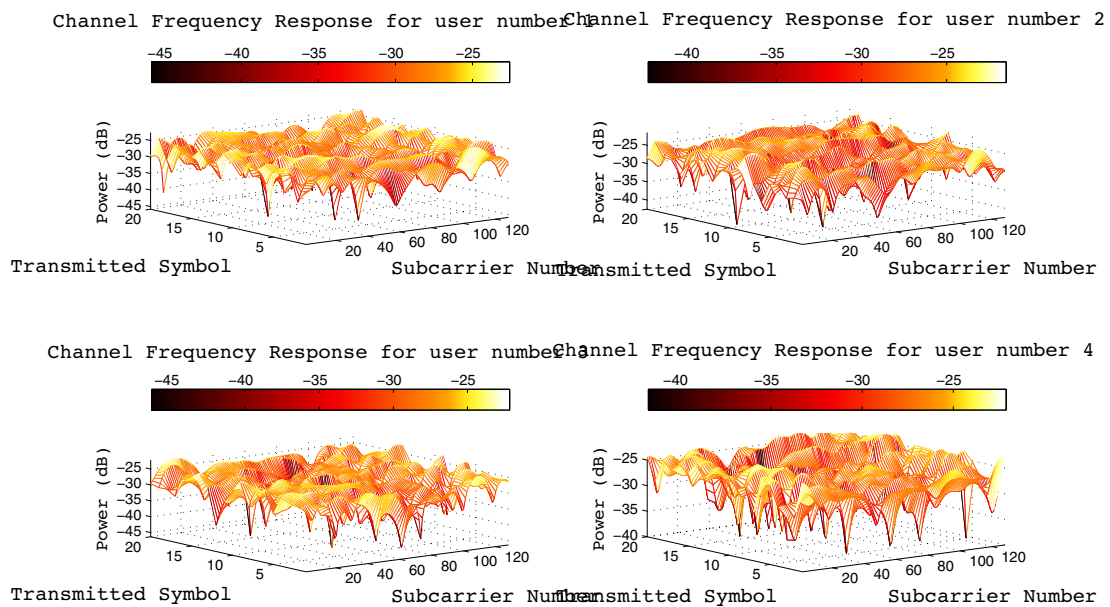 Channel Frequency Response for user number 1
−45 −40 −35 −30 −25
−25
−30
−35
−40
−45
Power (dB)
20
15
10
5
20
40
60
80
100
120
Transmitted Symbol
Subcarrier Number
Channel Frequency Response for user number 2
−40 −35 −30 −25
−25
−30
−35
−40
Power (dB)
20
15
10
5
20
40
60
80
100
120
Transmitted Symbol
Subcarrier Number
Channel Frequency Response for user number 3
−45 −40 −35 −30 −25
−25
−30
−35
−40
−45
Power (dB)
20
15
10
5
20
40
60
80
100
120
Transmitted Symbol
Subcarrier Number
Channel Frequency Response for user number 4
−40 −35 −30 −25
−25
−30
−35
−40
Power (dB)
20
15
10
5
20
40
60
80
100
120
Transmitted Symbol
Subcarrier Number